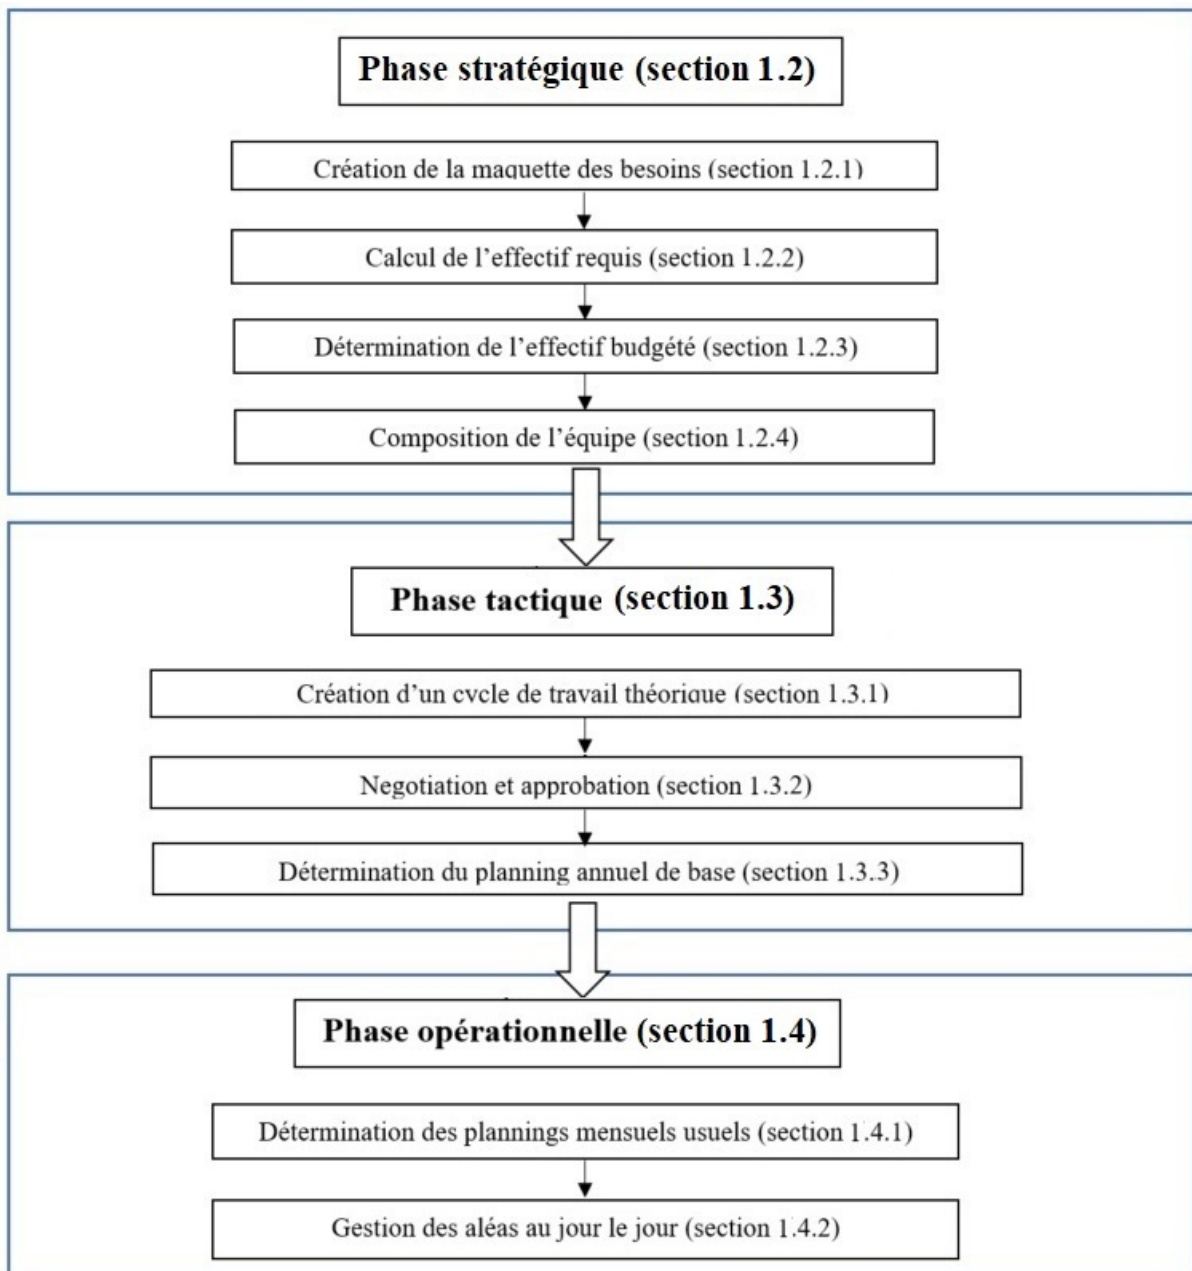 Phase stratégique (section 1.2)
Création de la maquette des besoins (section 1.2.1)
Calcul de l’effectif requis (section 1.2.2)
Détermination de l’effectif budgété (section 1.2.3)
Composition de l’équipe (section 1.2.4)
Phase tactique (section 1.3)
Création d’un cycle de travail théorique (section 1.3.1)
Negotiation et approbation (section 1.3.2)
Détermination du planning annuel de base (section 1.3.3)
Phase opérationnelle (section 1.4)
Détermination des plannings mensuels usuels (section 1.4.1)
Gestion des aléas au jour le jour (section 1.4.2)